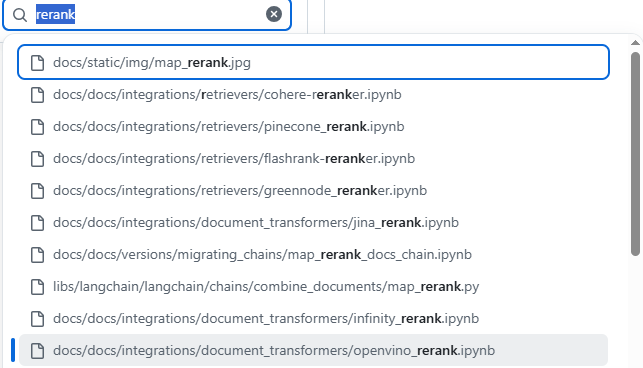 rerank
docs/static/img/map_rerank.jpg
docs/docs/integrations/retrievers/cohere-reranker.ipynb
docs/docs/integrations/retrievers/pinecone_rerank.ipynb
docs/docs/integrations/retrievers/flashrank-reranker.ipynb
docs/docs/integrations/retrievers/greennode_reranker.ipynb
docs/docs/integrations/document_transformers/jina_rerank.ipynb
docs/docs/versions/migrating_chains/map_rerank_docs_chain.ipynb
libs/langchain/langchain/chains/combine_documents/map_rerank.py
docs/docs/integrations/document_transformers/infinity_rerank.ipynb
docs/docs/integrations/document_transformers/openvino_rerank.ipynb